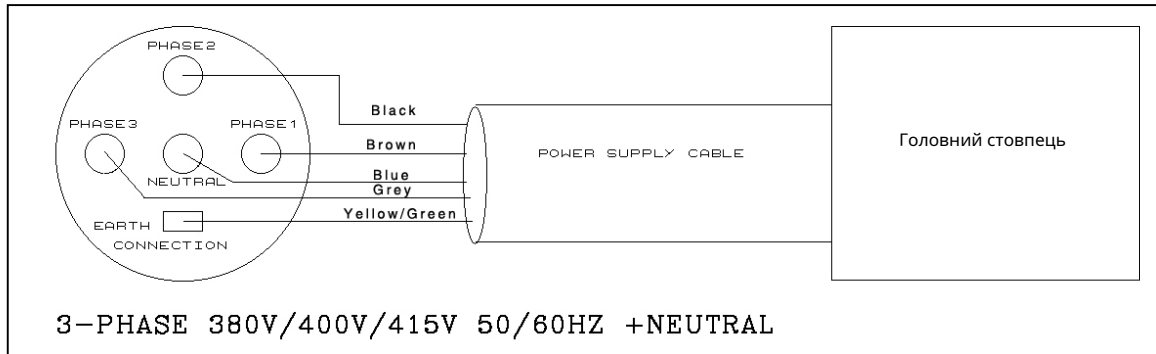 PHASE2
Black
PHASE3
PHASE1
Brown
POWER SUPPLY CABLE
Головний стовпець
NEUTRAL
Blue
Grey
Yellow/Green
EARTH
CONNECTION
3-PHASE 380V/400V/415V 50/60HZ +NEUTRAL